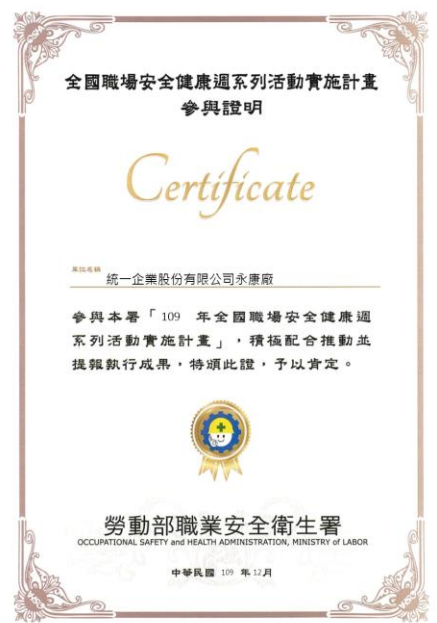 全國職場安全健康週系列活動實施計畫
參與證明
Certificate
單位名稱
統一企業股份有限公司永康廠
參與本署「109 年全國職場安全健康週
系列活動實施計畫」，積極配合推動並
提報執行成果，特頒此證，予以肯定。
勞動部職業安全衛生署
OCCUPATIONAL SAFETY and HEALTH ADMINISTRATION, MINISTRY of LABOR
中華民國 109 年 12月